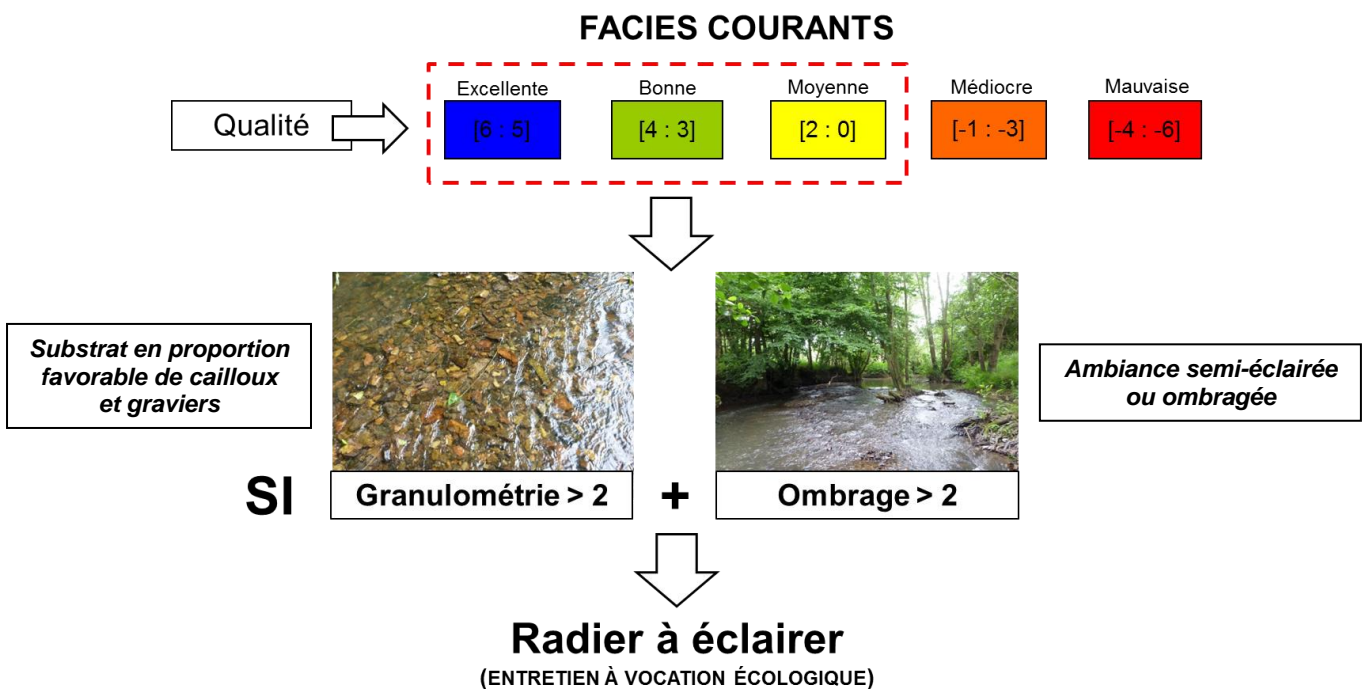 FACIES COURANTS
Excellente
Bonne
Moyenne
Médiocre
Mauvaise
Qualité
[6 : 5]
[4 : 3]
[2 : 0]
[-1 : -3]
[-4 : -6]
Substrat en proportion
favorable de cailloux
et graviers
Ambiance semi-éclairée
ou ombragée
SI
Granulométrie > 2
+
Ombrage > 2
Radier à éclairer
(ENTRETIEN À VOCATION ÉCOLOGIQUE)